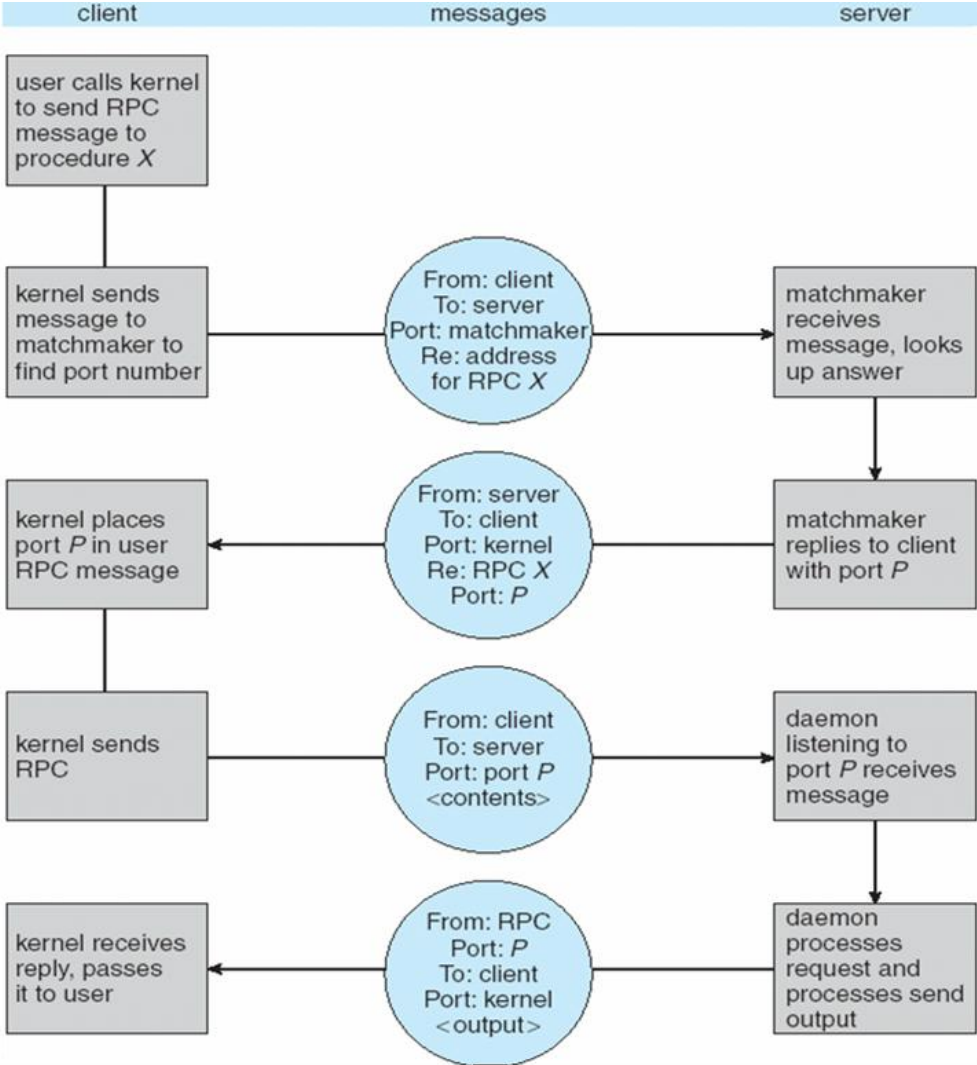 client messages server
user calls kernel
to send RPC
message to
procedure X
kernel sends
message to
matchmaker to
find port number
From: client
To: server
Port: matchmaker
Re: address
for RPC X
matchmaker
receives
message, looks
up answer
kernel places
port P in user
RPC message
From: server
To: client
Port: kernel
Re: RPC X
Port: P
matchmaker
replies to client
with port P
kernel sends
RPC
From: client
To: server
Port: port P
<contents>
daemon
listening to
port P receives
message
kernel receives
reply, passes
it to user
From: RPC
Port: P
To: client
Port: kernel
<output>
daemon
processes
request and
processes send
output